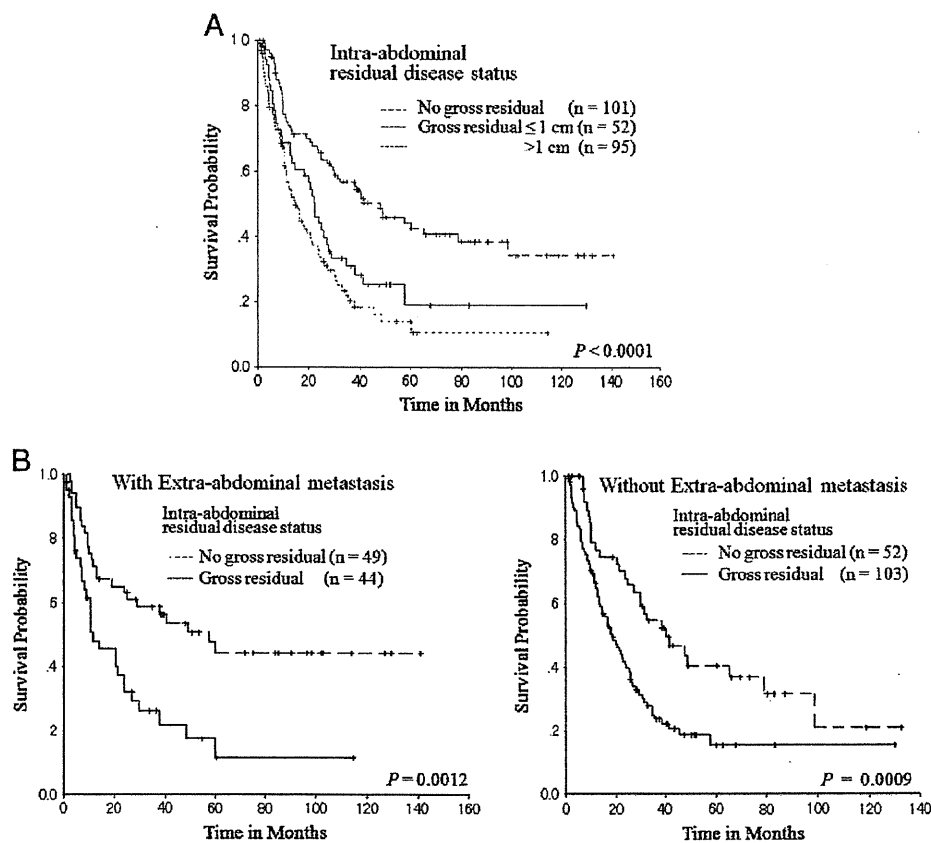 A
Intra-abdominal
residual disease status
No gross residual (n = 101)
Gross residual ≤ 1 cm (n = 52)
>1 cm (n = 95)
1.0
.8
.6
.4
.2
0.0
Survival Probability
P < 0.0001
0 20 40 60 80 100 120 140 160
Time in Months
B
With Extra-abdominal metastasis
Intra-abdominal
residual disease status
No gross residual (n = 49)
Gross residual (n = 44)
1.0
.8
.6
.4
.2
0.0
Survival Probability
P = 0.0012
0 20 40 60 80 100 120 140 160
Time in Months
Without Extra-abdominal metastasis
Intra-abdominal
residual disease status
No gross residual (n = 52)
Gross residual (n = 103)
1.0
.8
.6
.4
.2
0.0
Survival Probability
P = 0.0009
0 20 40 60 80 100 120 140
Time in Months